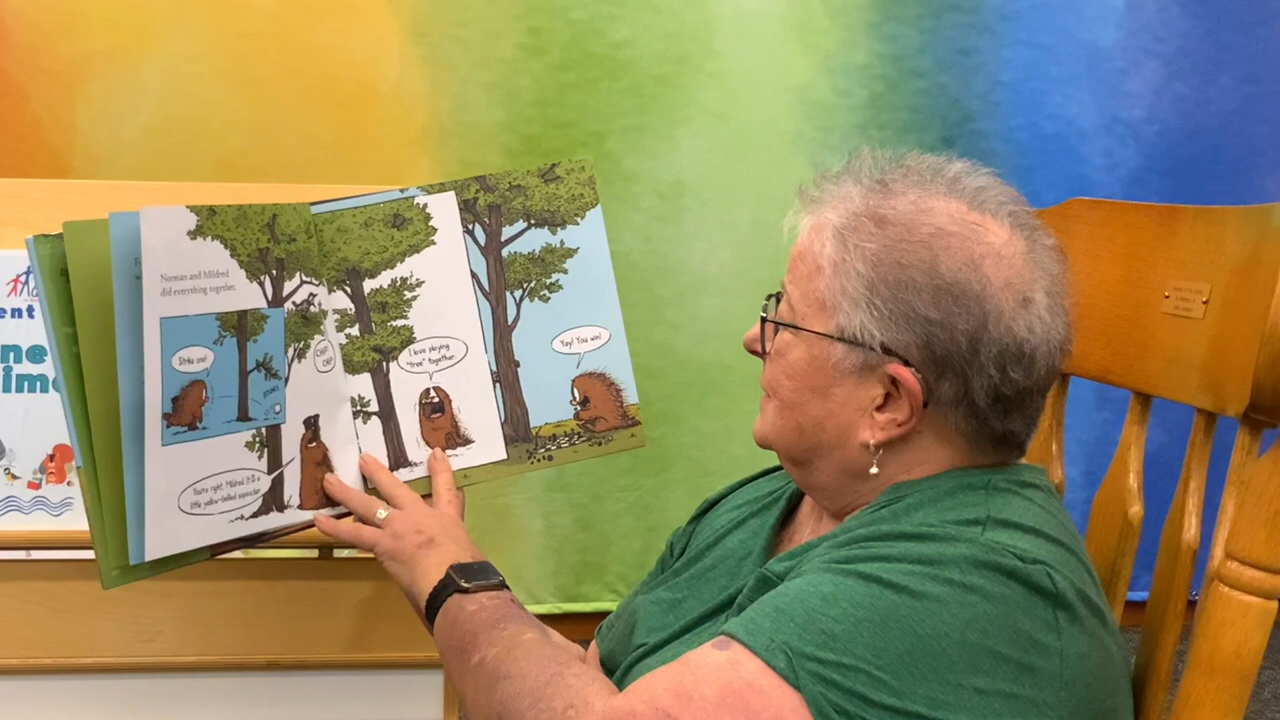 Norman and Mildred
did everything together.
Strike one!
CHIP!
CHIP!
You're right, Mildred. It IS a
little yellow-bellied sapsucker.
I love playing
"tree" together.
Yay! You win!
ent
ne
ime